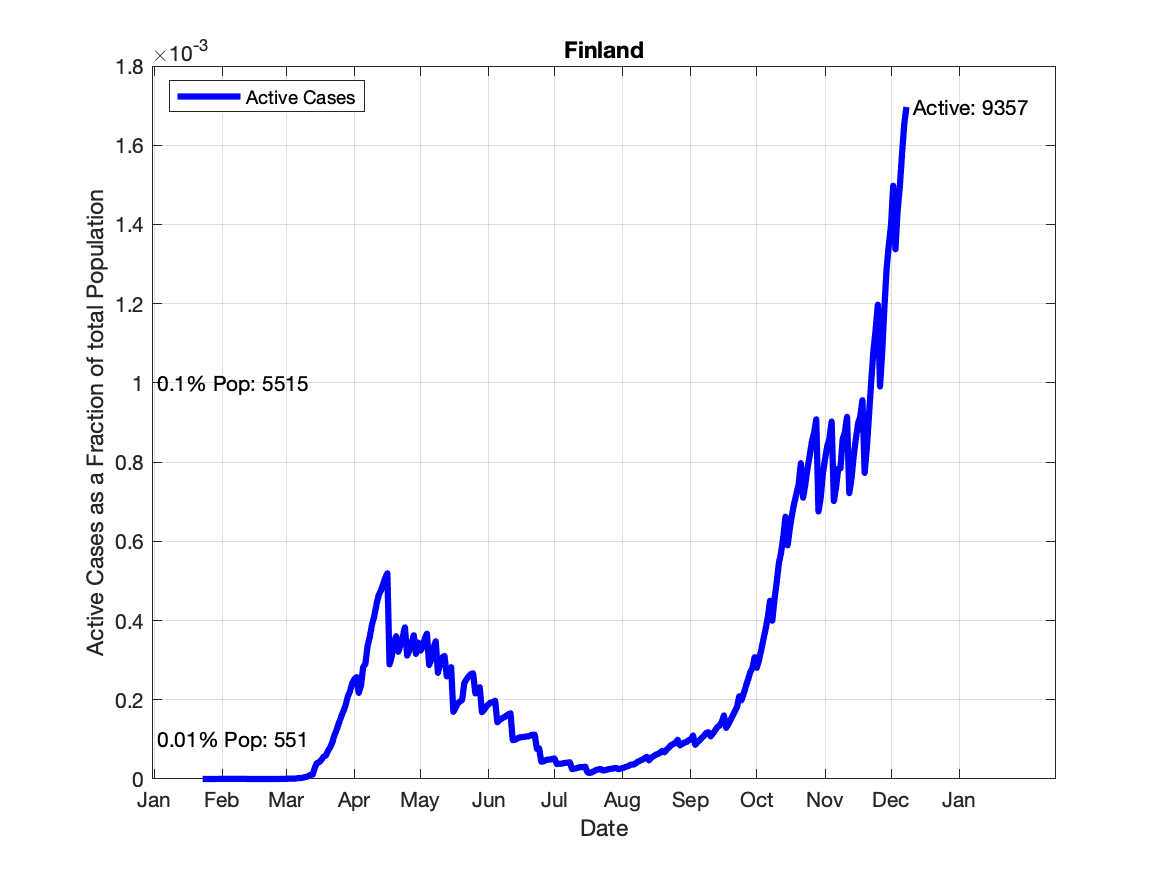 Finland
×10-3
1.8
Active Cases
Active: 9357
1.6
1.4
1.2
1
0.1% Pop: 5515
0.8
0.6
0.4
0.2
0.01% Pop: 551
0
Active Cases as a Fraction of total Population
Jan Feb Mar Apr May Jun Jul Aug Sep Oct Nov Dec Jan
Date